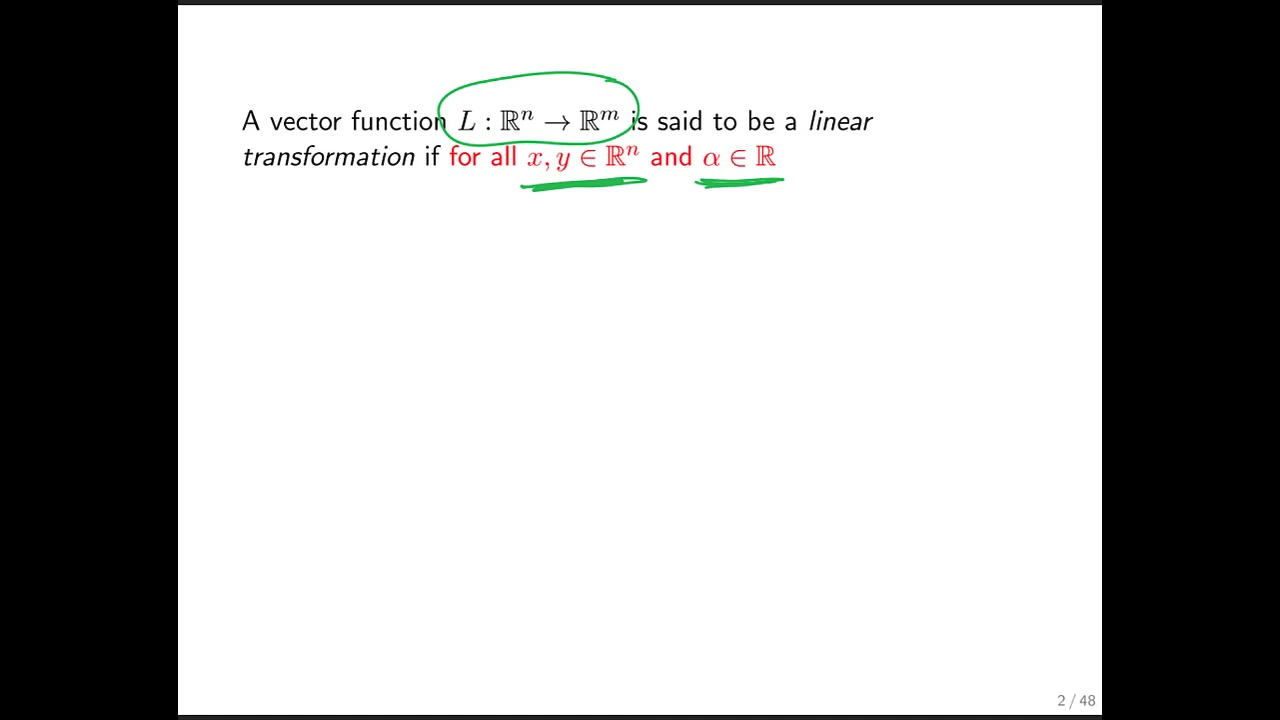 A vector function L : ℝⁿ → ℝᵐ is said to be a linear
transformation if for all x, y ∈ ℝⁿ and α ∈ ℝ
2 / 48